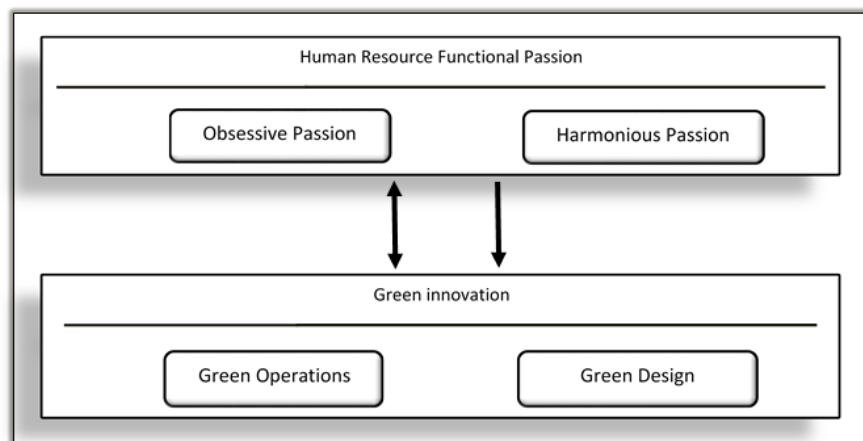 Human Resource Functional Passion
Obsessive Passion
Harmonious Passion
Green innovation
Green Operations
Green Design